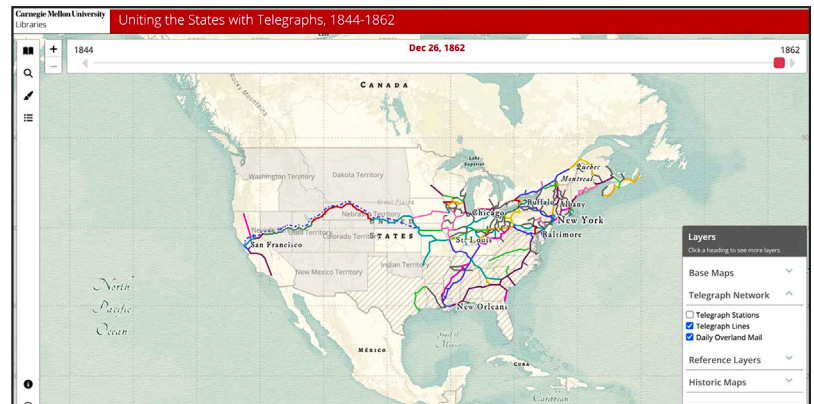 Carnegie Mellon University
Libraries
Uniting the States with Telegraphs, 1844-1862
+
1844
Dec 26, 1862
1862
−
CANADA
Rocky Mountains
Lake
Superior
Quebec
Montreal
Washington Territory
Dakota Territory
Great Plains
Nebraska Territory
Chicago
Buffalo
Albany
New York
Nevada
Utah Territory
Colorado Territory
STATES
St. Louis
Baltimore
San Francisco
New Mexico Territory
Indian Territory
New Orleans
North
Pacific
Ocean
Gulf of
Mexico
MÉXICO
CUBA
Caribbean
Layers
Click a heading to see more layers
Base Maps
Telegraph Network
Telegraph Stations
Telegraph Lines
Daily Overland Mail
Reference Layers
Historic Maps